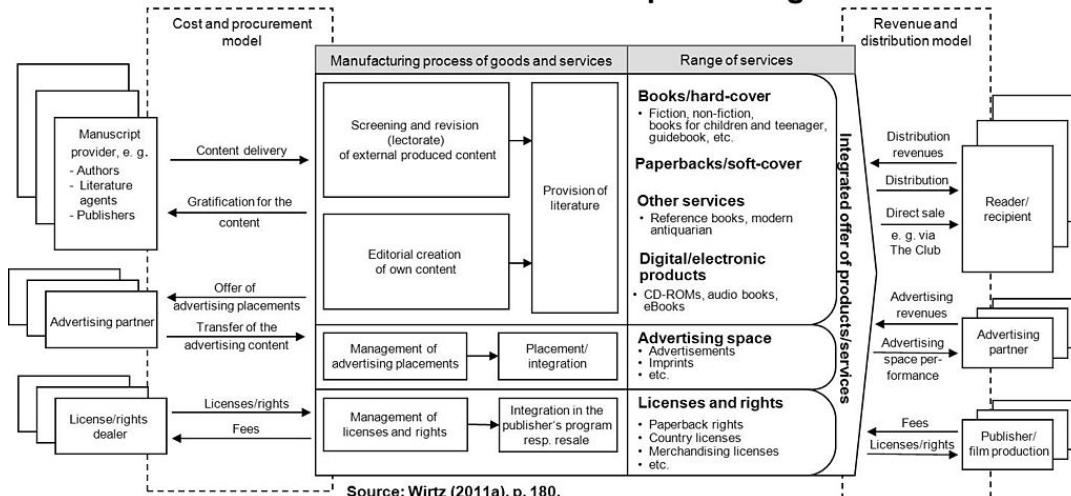 Cost and procurement
model
Revenue and
distribution model
Manufacturing process of goods and services
Range of services
Manuscript
provider, e. g.
- Authors
- Literature
agents
- Publishers
Content delivery
Gratification for the
content
Screening and revision
(lectorate)
of external produced content
Editorial creation
of own content
Provision of
literature
Books/hard-cover
• Fiction, non-fiction,
books for children and teenager,
guidebook, etc.
Paperbacks/soft-cover
Other services
• Reference books, modern
antiquarian
Digital/electronic
products
• CD-ROMs, audio books,
eBooks
Integrated offer of products/services
Distribution
revenues
Distribution
Direct sale
e. g. via
The Club
Reader/
recipient
Advertising partner
Offer of
advertising placements
Transfer of the
advertising content
Management of
advertising placements
Placement/
integration
Advertising space
• Advertisements
• Imprints
• etc.
Advertising
revenues
Advertising
space per-
formance
Advertising
partner
License/rights
dealer
Licenses/rights
Fees
Management of
licenses and rights
Integration in the
publisher's program
resp. resale
Licenses and rights
• Paperback rights
• Country licenses
• Merchandising licenses
• etc.
Fees
Licenses/rights
Publisher/
film production
Source: Wirtz (2011a), p. 180.